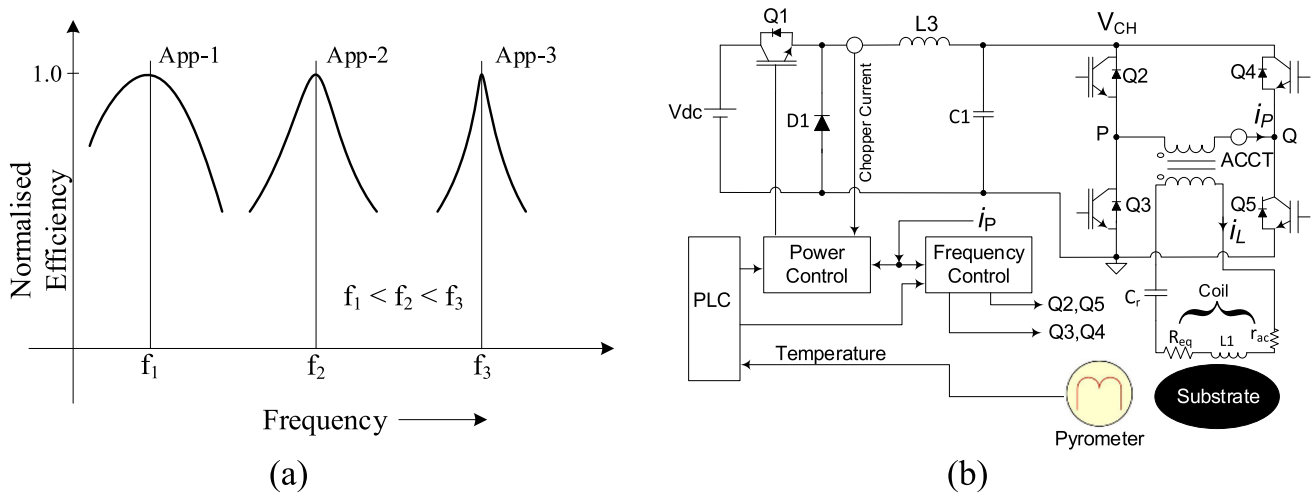 App-1
App-2
App-3
1.0
Normalised
Efficiency
f1 < f2 < f3
f1
f2
f3
Frequency
(a)
Q1
L3
VCH
Q2
Q4
Vdc
D1
Chopper Current
C1
P
iP
Q
ACCT
Q3
Q5
iP
iL
Power
Control
Frequency
Control
PLC
Cr
Coil
Q2,Q5
Q3,Q4
Req
L1
rac
Temperature
Substrate
Pyrometer
(b)